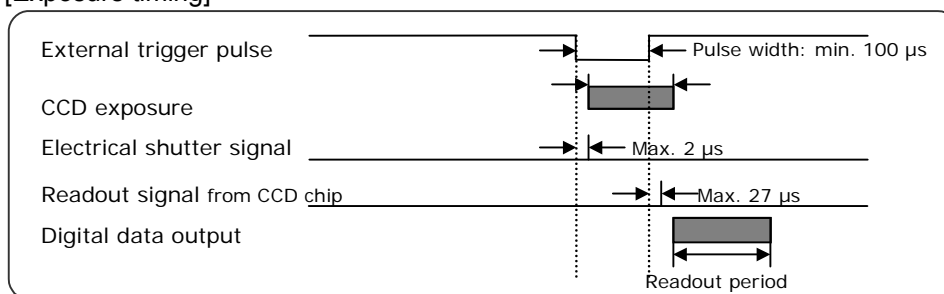 [Exposure timing]
External trigger pulse
Pulse width: min. 100 µs
CCD exposure
Electrical shutter signal
Max. 2 µs
Readout signal from CCD chip
Max. 27 µs
Digital data output
Readout period